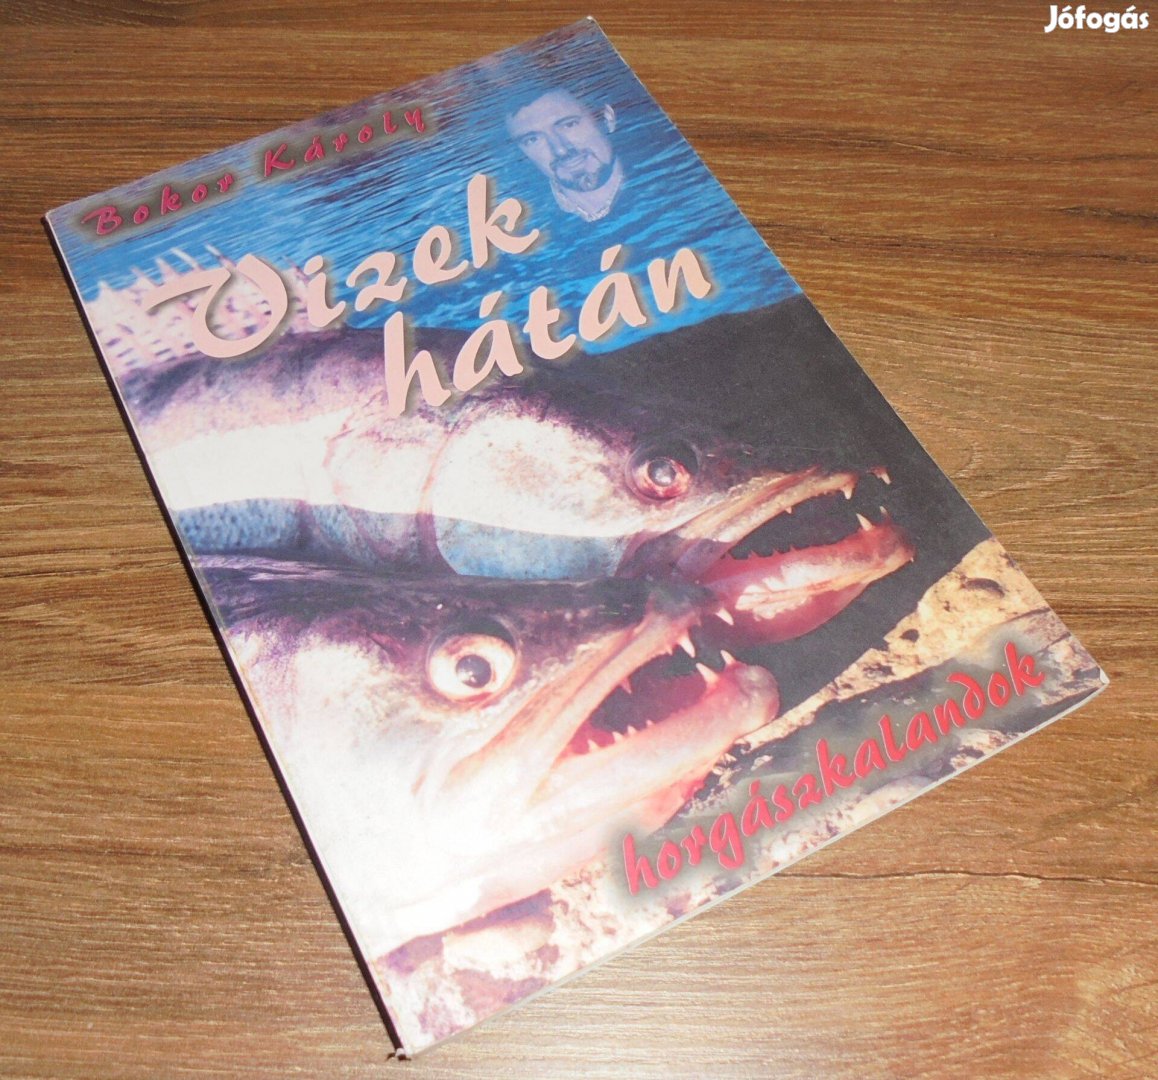 Jófogás
Bokor Károly
Vizek
hátán
horgászkalandok